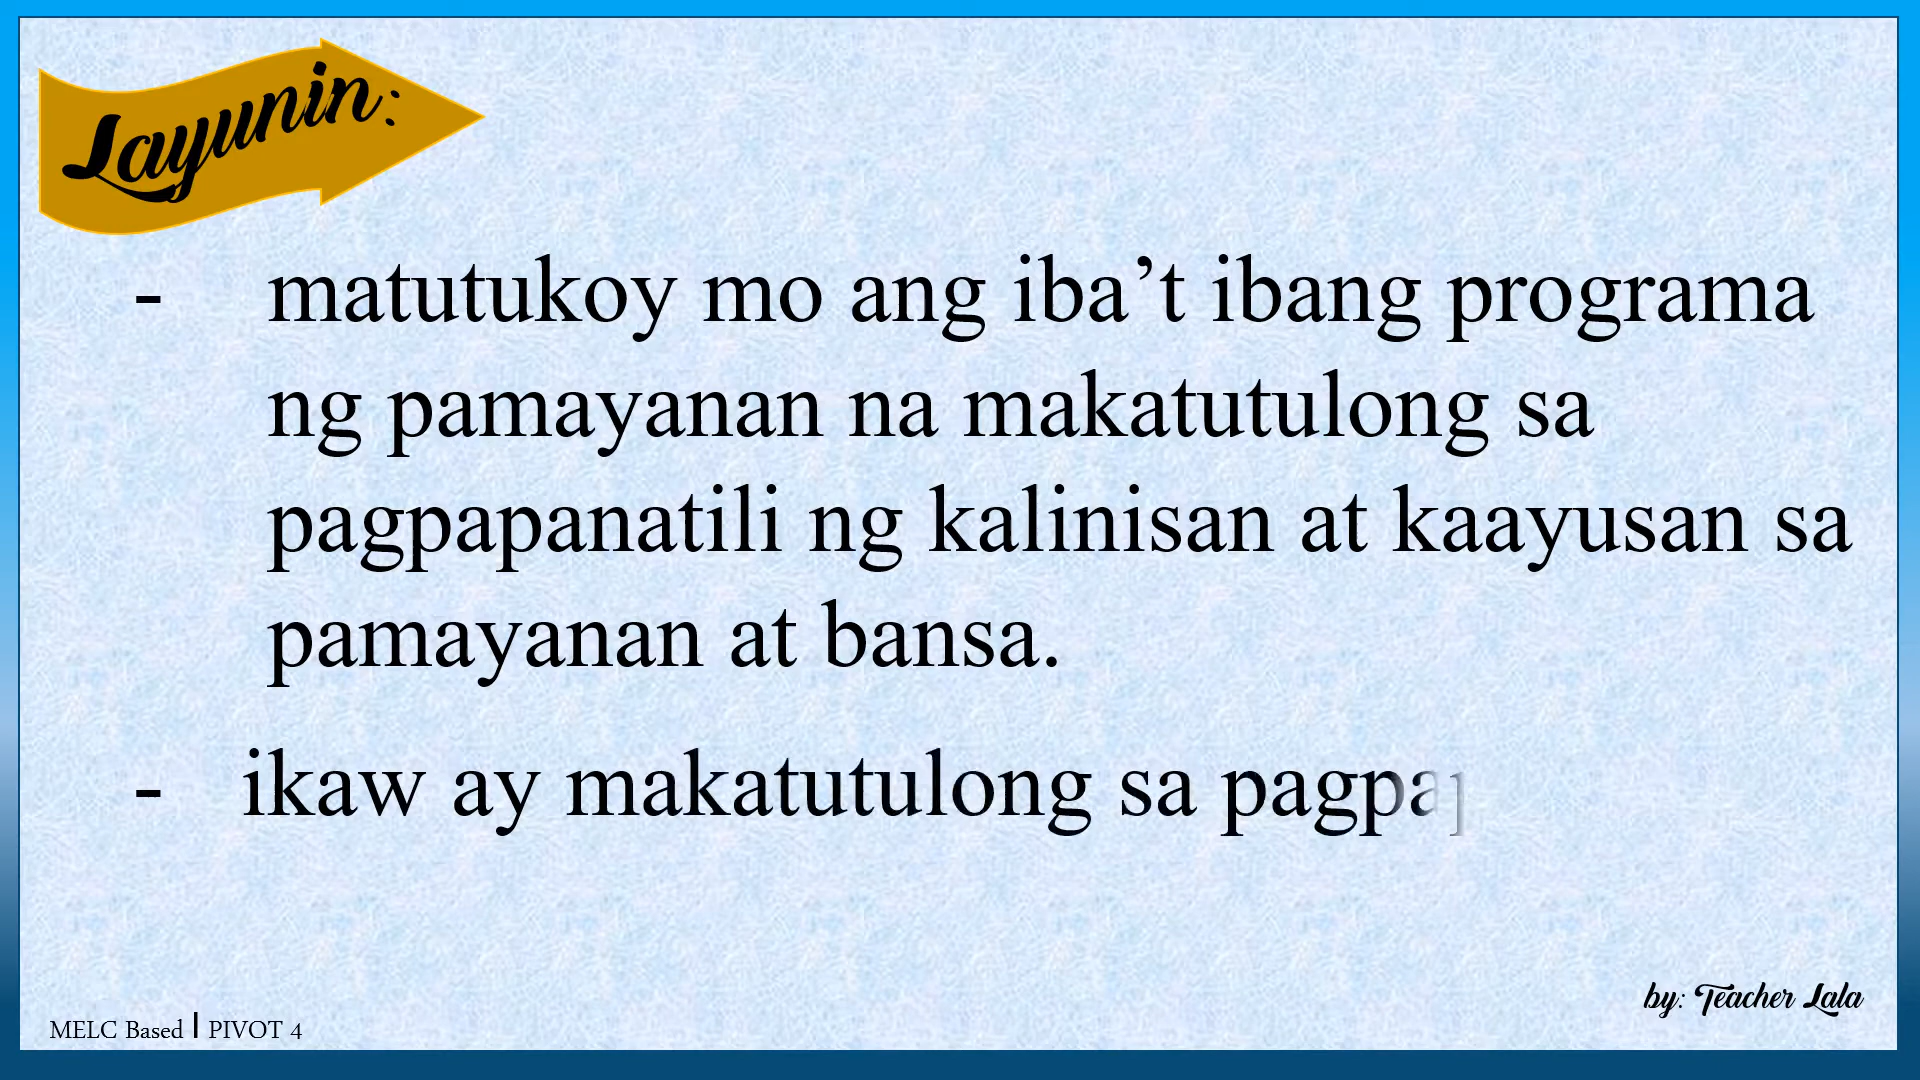 Layunin:
- matutukoy mo ang iba’t ibang programa
ng pamayanan na makatutulong sa
pagpapanatili ng kalinisan at kaayusan sa
pamayanan at bansa.
- ikaw ay makatutulong sa
by: Teacher Lala
MELC Based | PIVOT 4